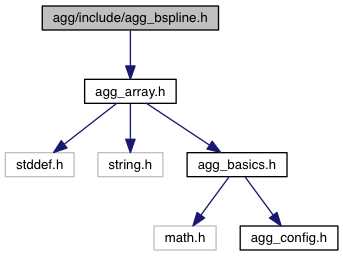 agg/include/agg_bspline.h
agg_array.h
stddef.h
string.h
agg_basics.h
math.h
agg_config.h